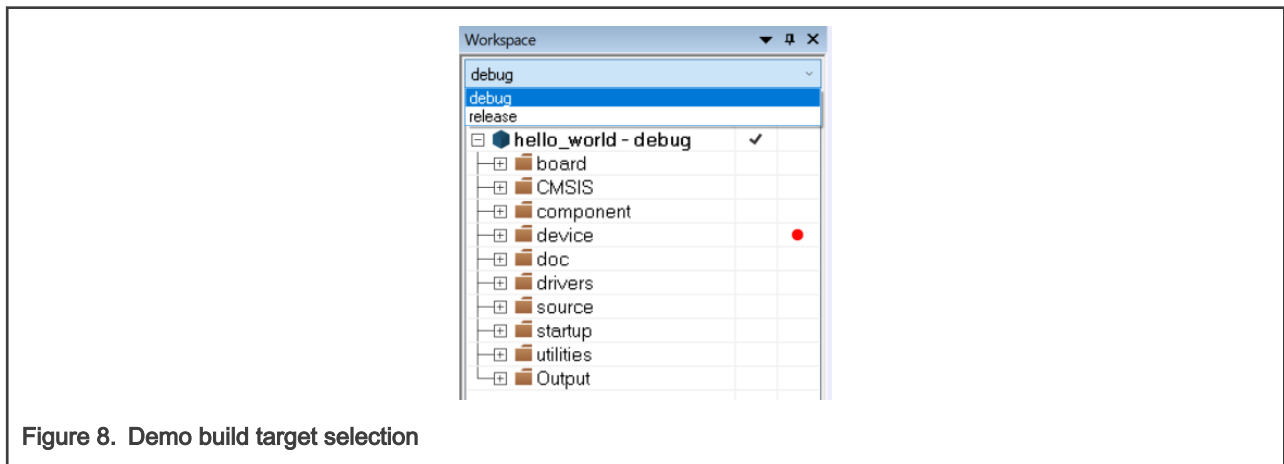 Workspace
debug
debug
release
hello_world - debug
board
CMSIS
component
device
doc
drivers
source
startup
utilities
Output
Figure 8. Demo build target selection